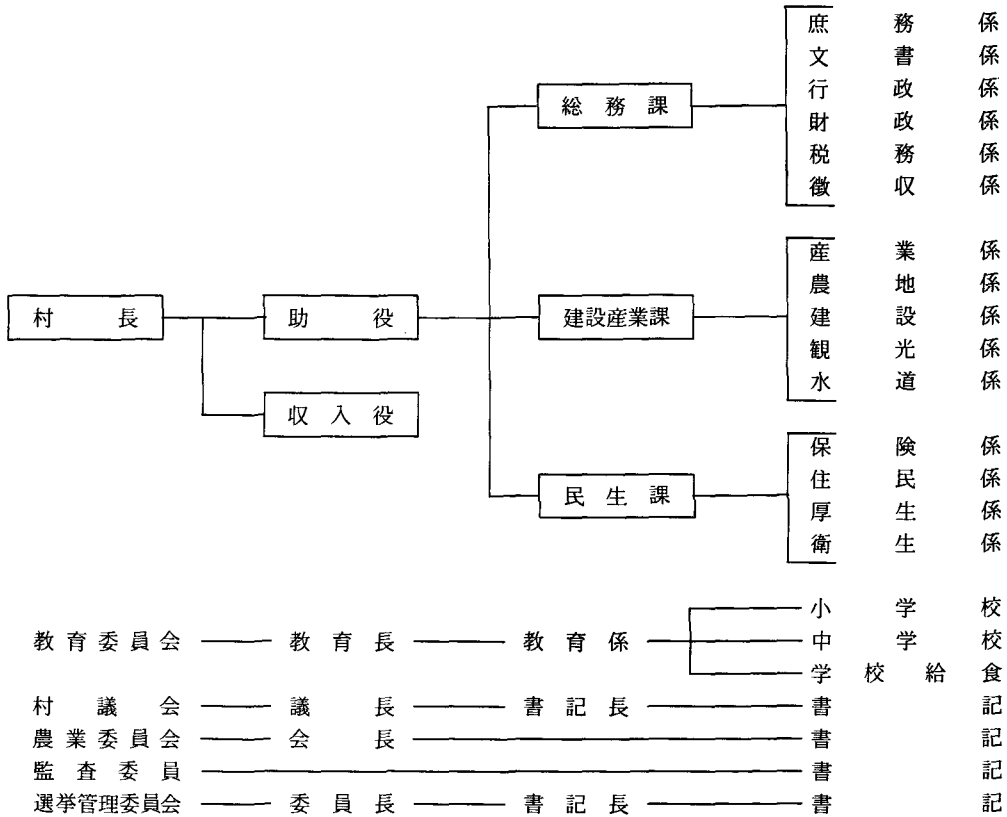 庶務係
文書係
行政係
総務課
財政係
税務係
徴収係
産業係
農地係
村長 助役 建設産業課 建設係
観光係
水道係
収入役
保険係
住民係
民生課
厚生係
衛生係
小学校
教育委員会 教育長 教育係 中学校
学校給食
村議会 議長 書記長 書記
農業委員会 会長 書記
監査委員 書記
選挙管理委員会 委員長 書記長 書記